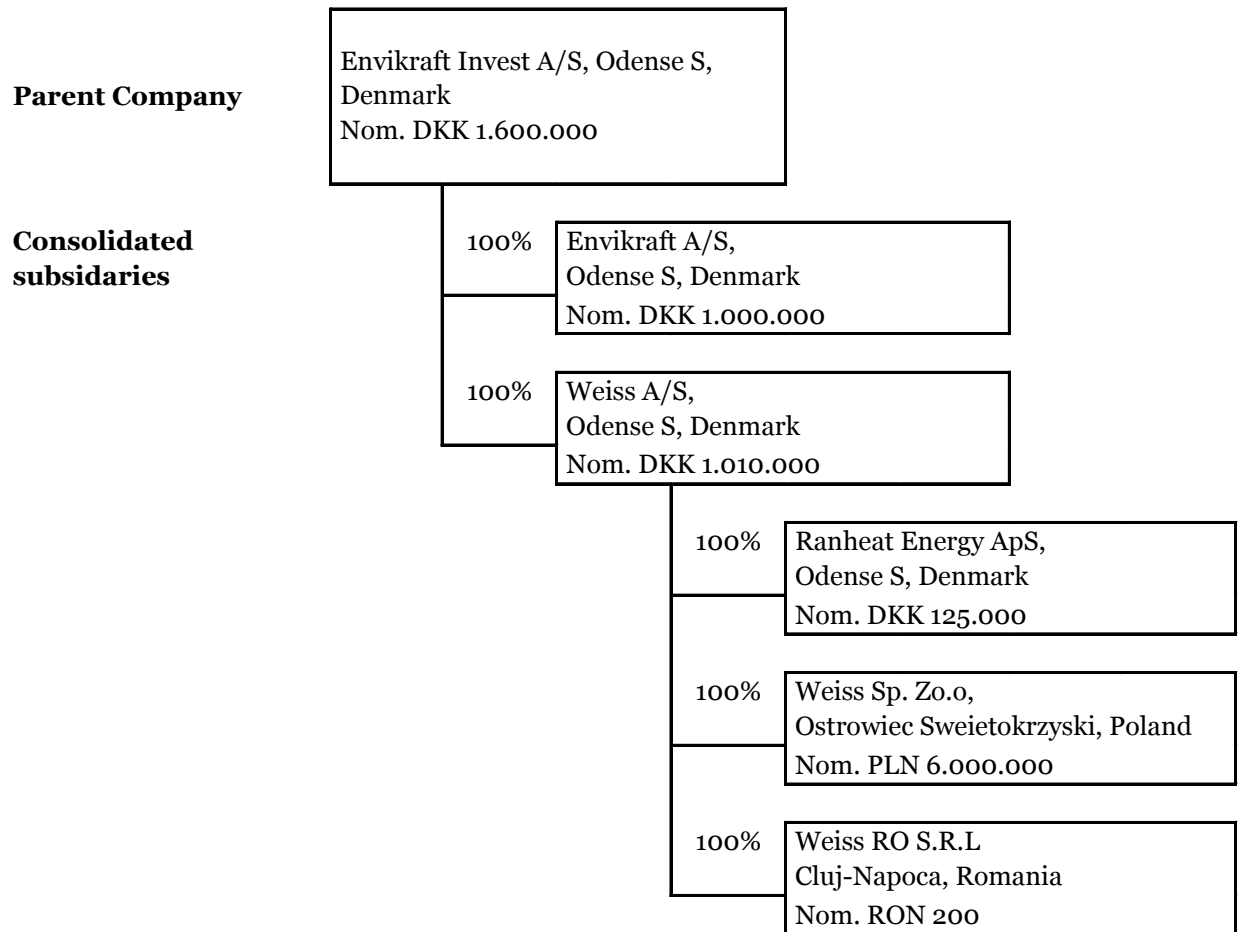 Parent Company
Envikraft Invest A/S, Odense S,
Denmark
Nom. DKK 1.600.000
Consolidated
subsidaries
100%
Envikraft A/S,
Odense S, Denmark
Nom. DKK 1.000.000
100%
Weiss A/S,
Odense S, Denmark
Nom. DKK 1.010.000
100%
Ranheat Energy ApS,
Odense S, Denmark
Nom. DKK 125.000
100%
Weiss Sp. Zo.o,
Ostrowiec Sweietokrzyski, Poland
Nom. PLN 6.000.000
100%
Weiss RO S.R.L
Cluj-Napoca, Romania
Nom. RON 200